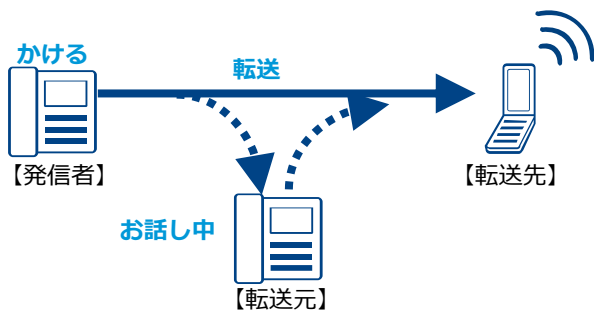 かける
転送
【発信者】
【転送先】
お話し中
【転送元】